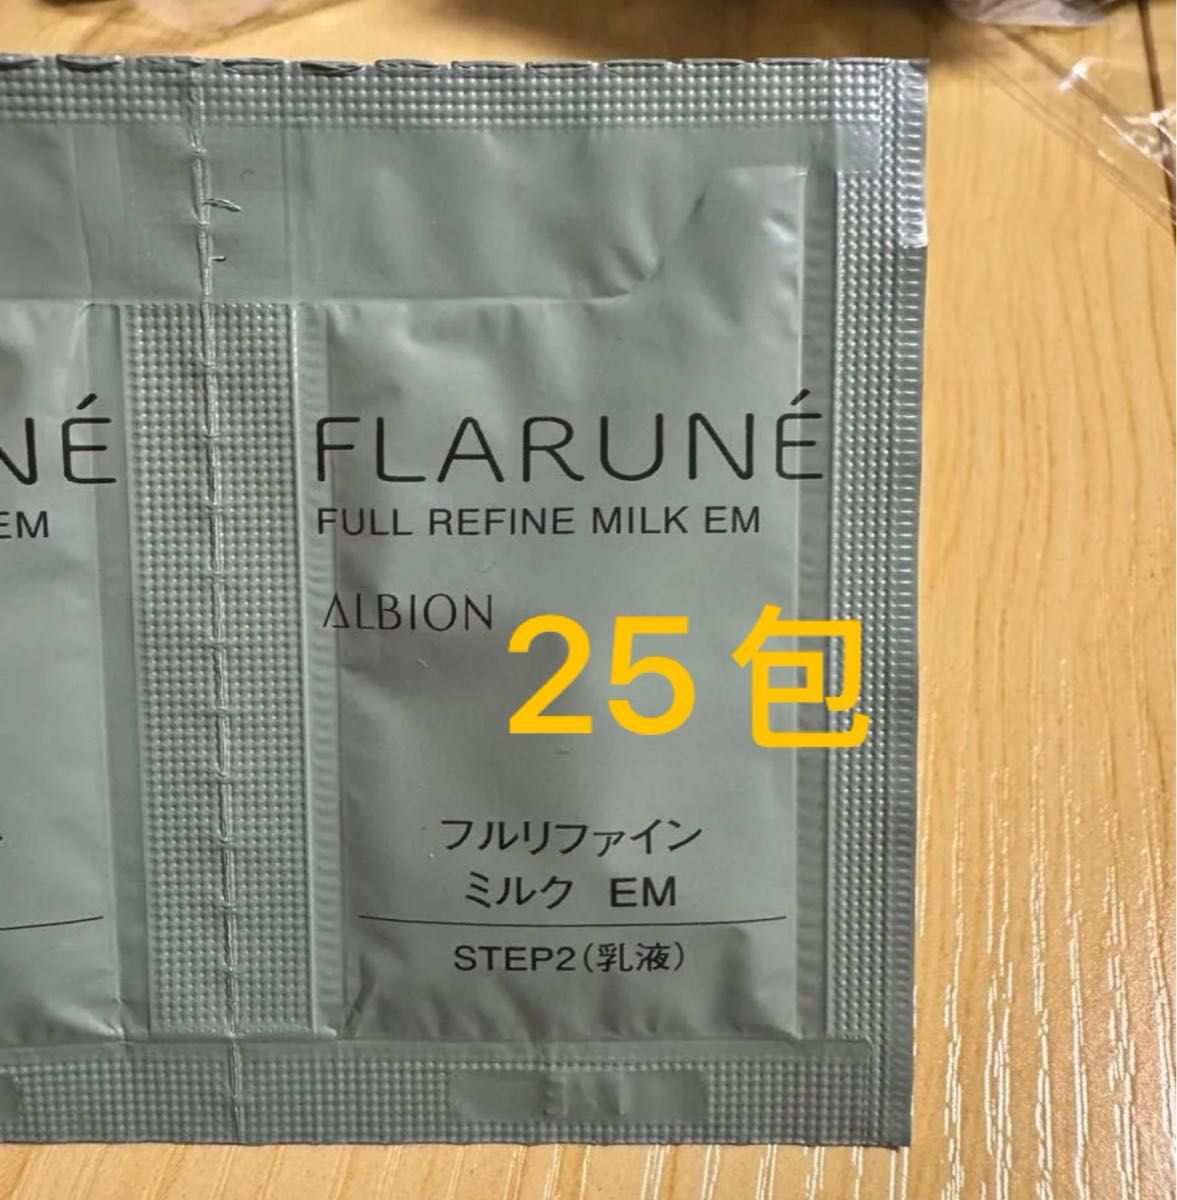 NÉ
EM
FLARUNÉ
FULL REFINE MILK EM
ALBION
25包
フルリファイン
ミルク EM
STEP2(乳液)